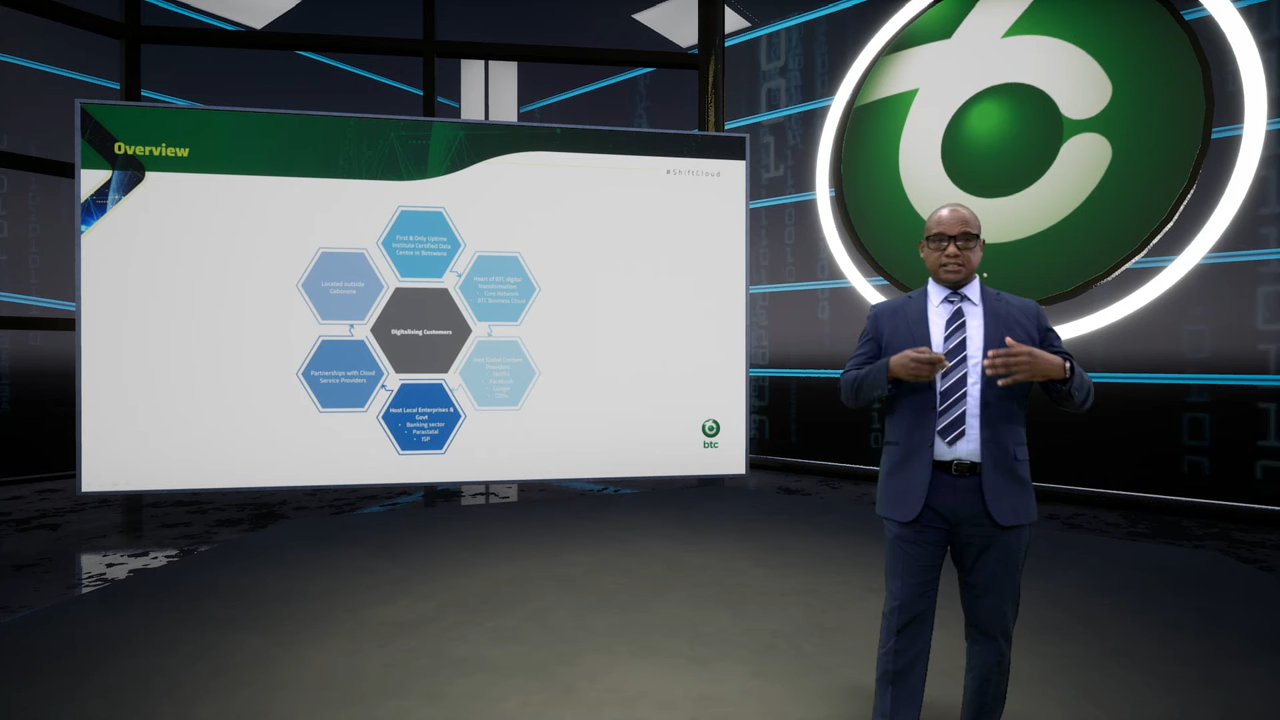 Overview
#ShiftCloud
First & Only Uptime
Institute Certified Data
Centre in Botswana
Heart of BTC digital
transformation
• Core Network
• BTC Business Cloud
Host Global Content
Providers
• Netflix
• Facebook
• Google
Host Local Enterprises &
Govt
• Banking sector
• Parastatal
• ISP
Partnerships with Cloud
Service Providers
Located outside
Gaborone
Digitalising Customers
btc